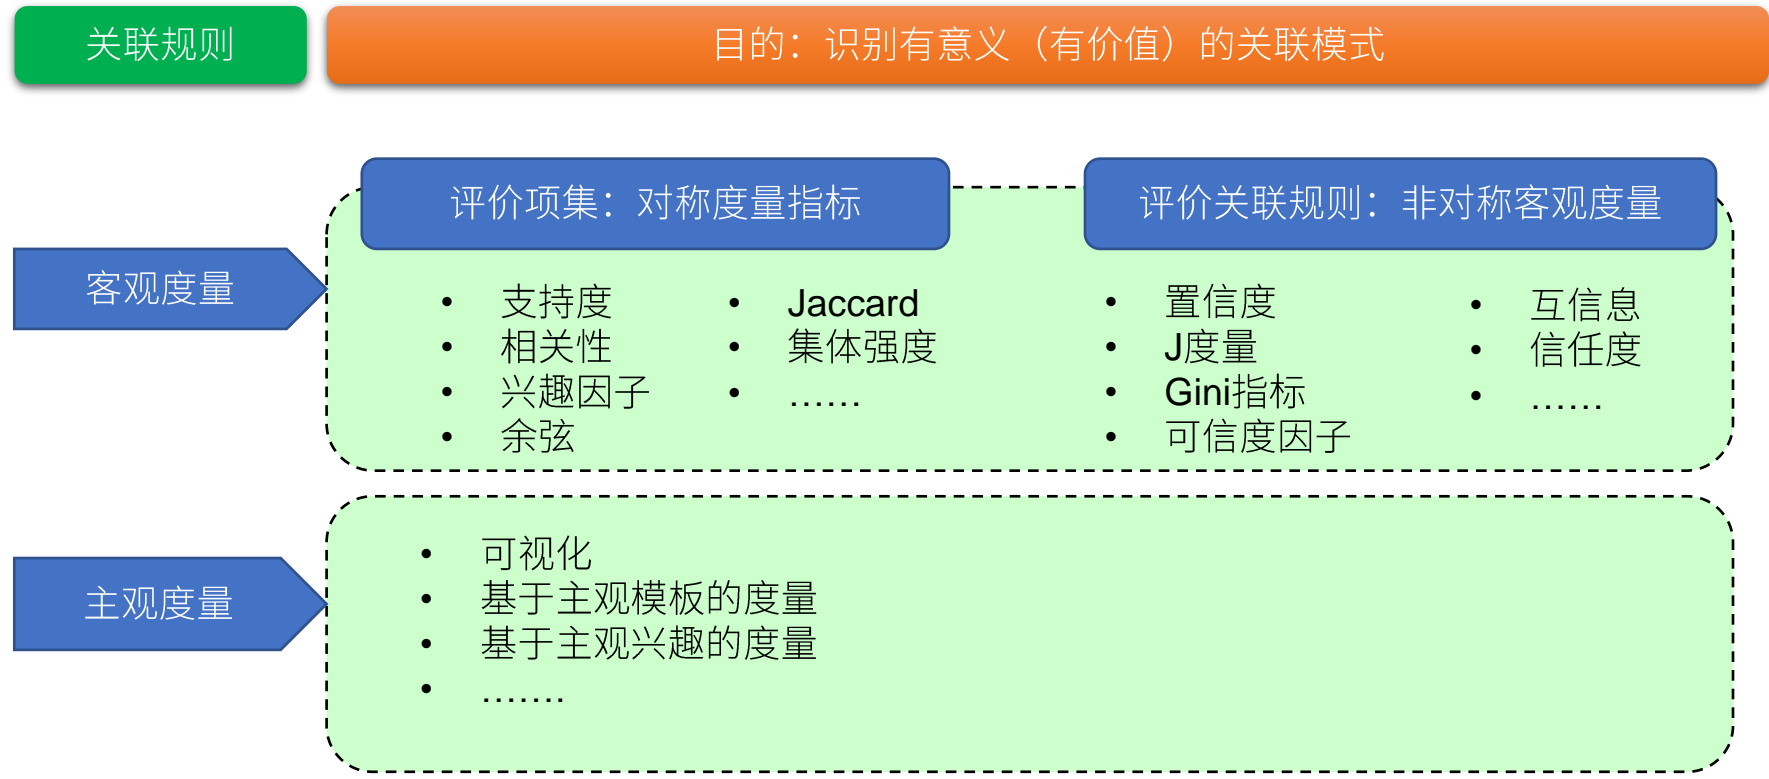 关联规则
目的：识别有意义（有价值）的关联模式
评价项集：对称度量指标
评价关联规则：非对称客观度量
客观度量
• 支持度
• 相关性
• 兴趣因子
• 余弦
• Jaccard
• 集体强度
• ……
• 置信度
• J度量
• Gini指标
• 可信度因子
• 互信息
• 信任度
• ……
主观度量
• 可视化
• 基于主观模板的度量
• 基于主观兴趣的度量
• …….